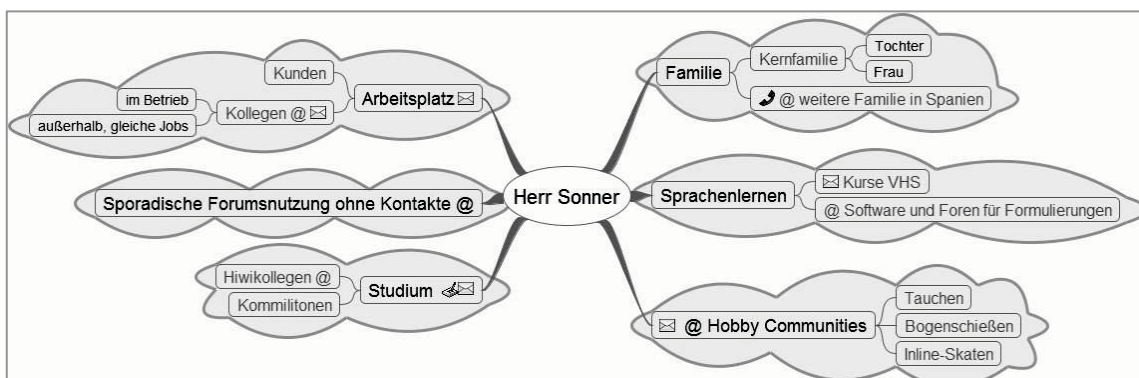 Herr Sonner
Arbeitsplatz
Kunden
Kollegen @
im Betrieb
außerhalb, gleiche Jobs
Sporadische Forumsnutzung ohne Kontakte @
Studium
Hiwikollegen @
Kommilitonen
Familie
Kernfamilie
Tochter
Frau
@ weitere Familie in Spanien
Sprachenlernen
Kurse VHS
@ Software und Foren für Formulierungen
@ Hobby Communities
Tauchen
Bogenschießen
Inline-Skaten